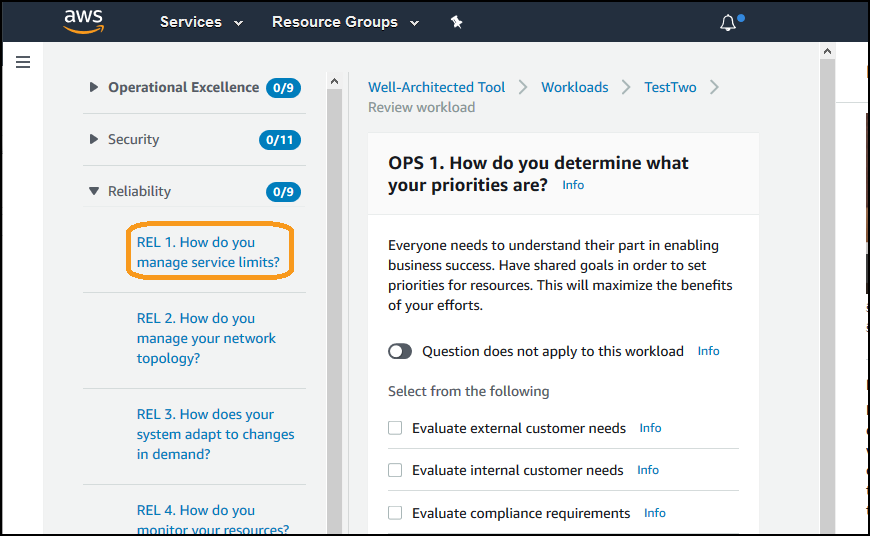 aws
Services
Resource Groups
Operational Excellence 0/9
Security 0/11
Reliability 0/9
REL 1. How do you
manage service limits?
REL 2. How do you
manage your network
topology?
REL 3. How does your
system adapt to changes
in demand?
REL 4. How do you
monitor your resources?
Well-Architected Tool
Workloads
TestTwo
Review workload
OPS 1. How do you determine what
your priorities are? Info
Everyone needs to understand their part in enabling
business success. Have shared goals in order to set
priorities for resources. This will maximize the benefits
of your efforts.
Question does not apply to this workload Info
Select from the following
Evaluate external customer needs Info
Evaluate internal customer needs Info
Evaluate compliance requirements Info